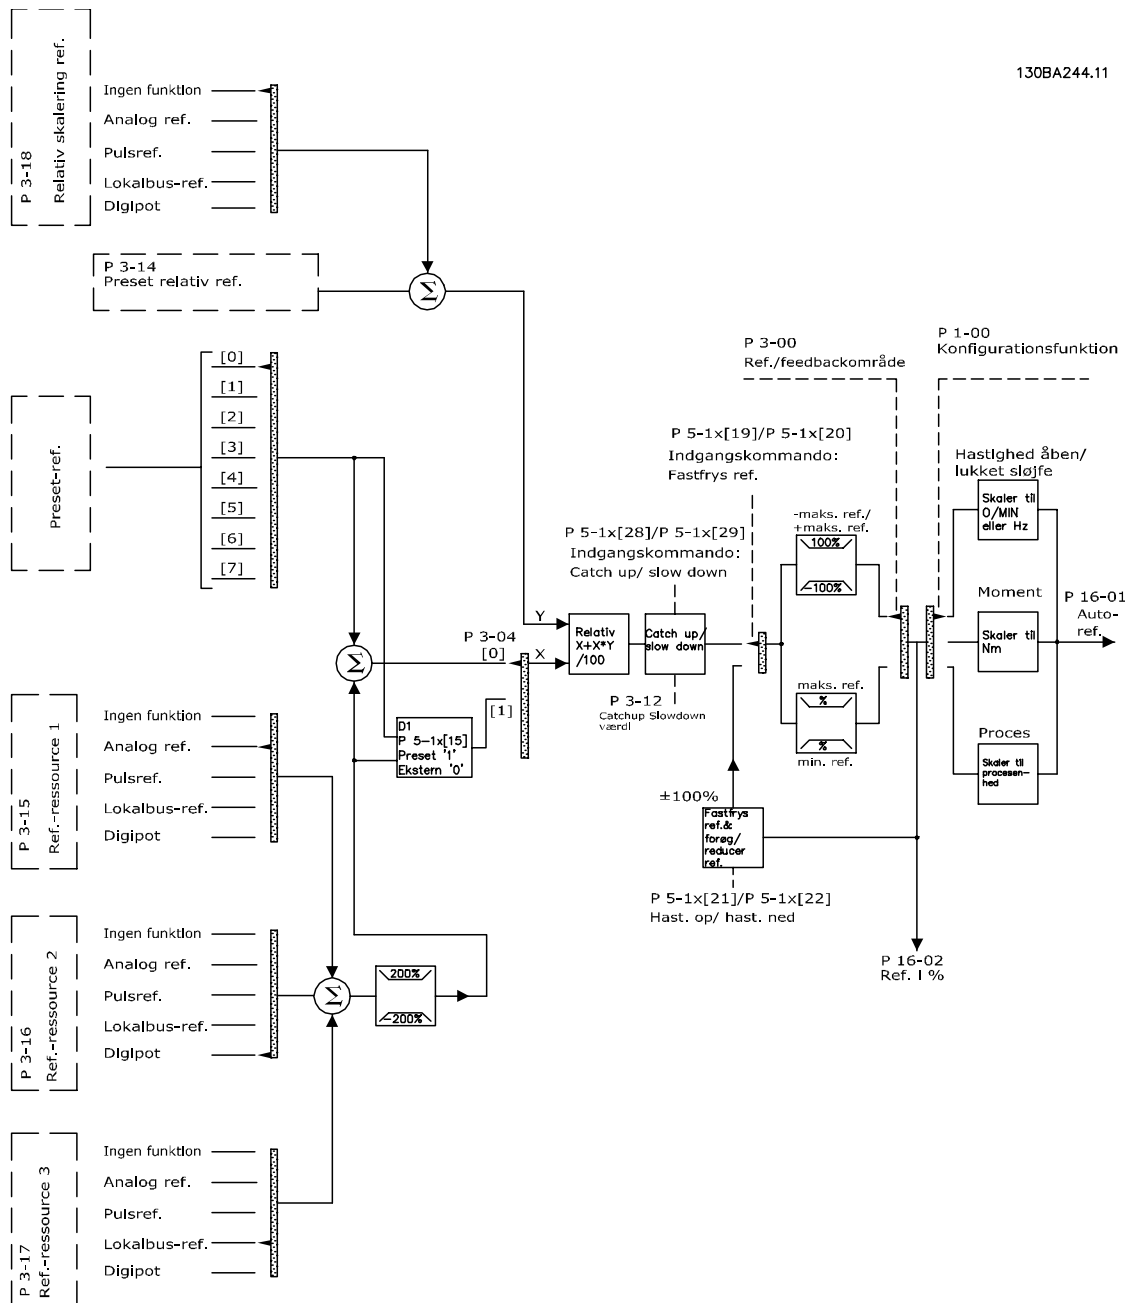 130BA244.11
P 3-18
Relativ skalering ref.
Ingen funktion
Analog ref.
Pulsref.
Lokalbus-ref.
Digipot
P 3-14
Preset relativ ref.
Σ
Preset-ref.
[0]
[1]
[2]
[3]
[4]
[5]
[6]
[7]
Y
X
Σ
P 3-04
[0]
[1]
D1
P 5-1x[15]
Preset '1'
Ekstern '0'
Relativ
X+X*Y
/100
P 5-1x[28]/P 5-1x[29]
Indgangskommando:
Catch up/ slow down
Catch up/
slow down
P 3-12
Catchup Slowdown
værdi
P 5-1x[19]/P 5-1x[20]
Indgangskommando:
Fastfrys ref.
P 3-00
Ref./feedbackområde
P 1-00
Konfigurationsfunktion
-maks. ref./
+maks. ref.
100%
-100%
maks. ref.
%
%
min. ref.
±100%
Fastfrys
ref.&
forøg/
reducer
ref.
P 5-1x[21]/P 5-1x[22]
Hast. op/ hast. ned
Hastighed åben/
lukket sløjfe
Skaler til
O/MIN
eller Hz
Moment
Skaler til
Nm
Proces
Skaler til
procesen-
hed
P 16-01
Auto-
ref.
P 16-02
Ref. I %
P 3-15
Ref.-ressource 1
Ingen funktion
Analog ref.
Pulsref.
Lokalbus-ref.
Digipot
P 3-16
Ref.-ressource 2
Ingen funktion
Analog ref.
Pulsref.
Lokalbus-ref.
Digipot
Σ
200%
-200%
P 3-17
Ref.-ressource 3
Ingen funktion
Analog ref.
Pulsref.
Lokalbus-ref.
Digipot